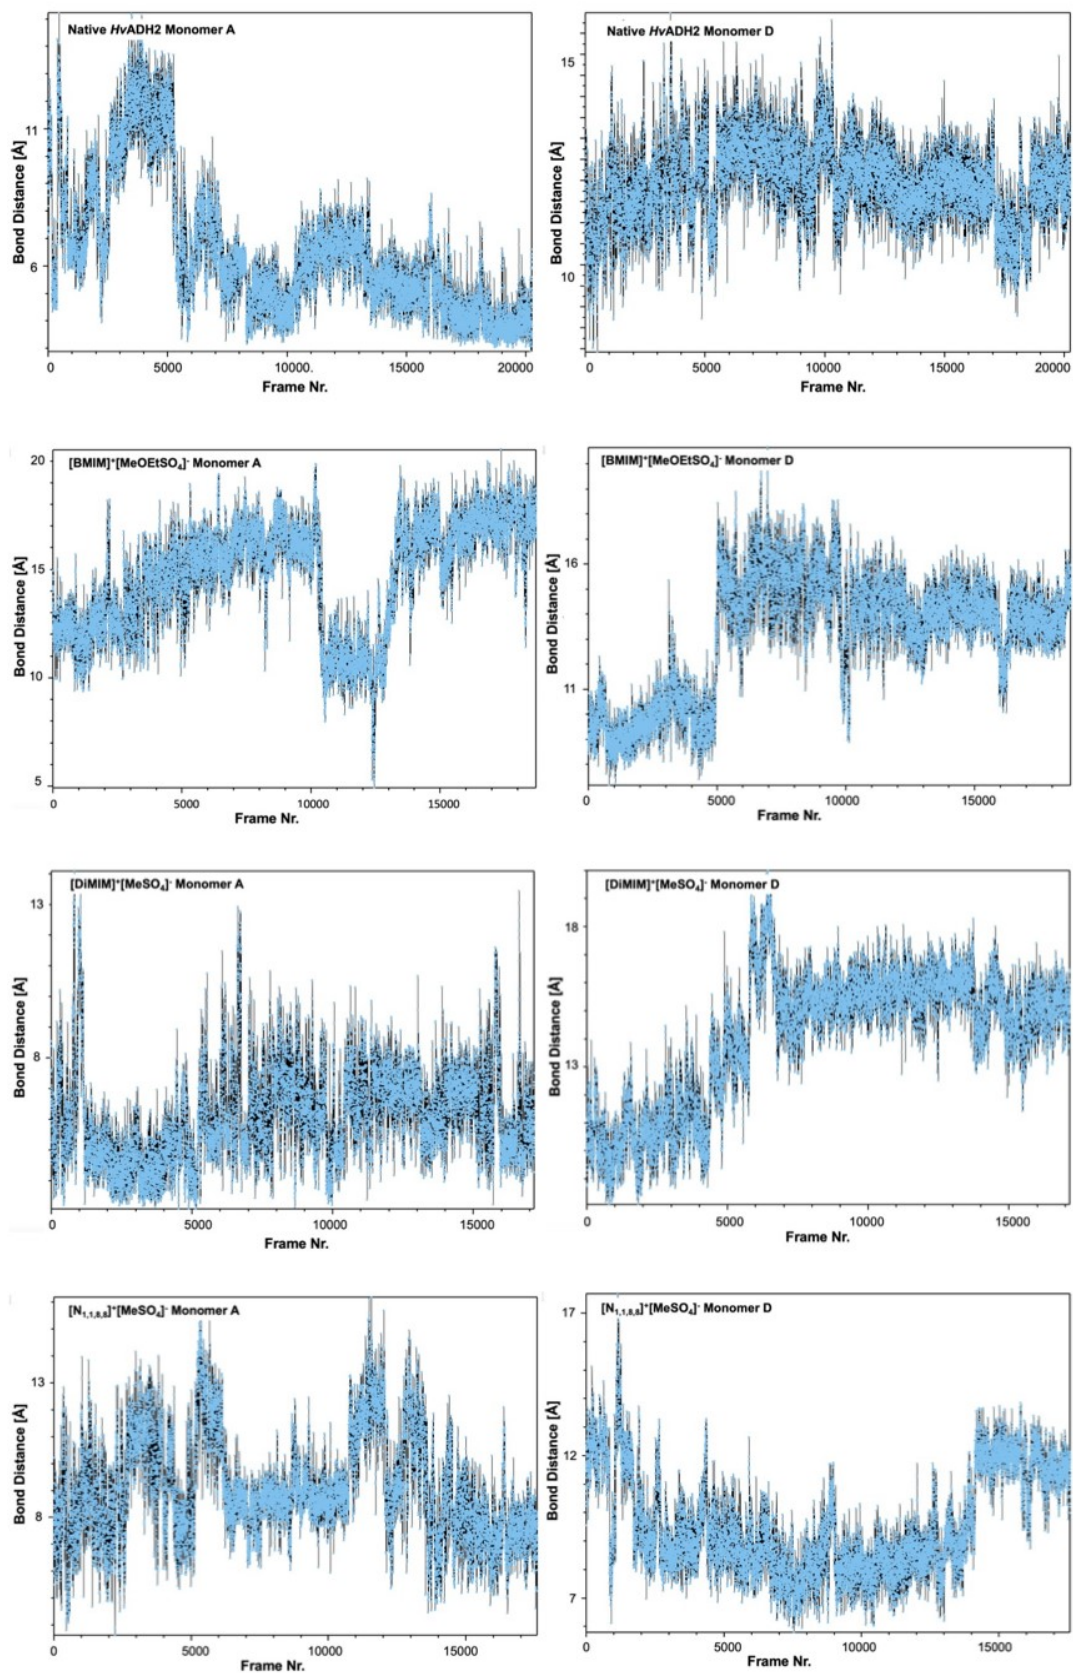 Native HvADH2 Monomer A
Bond Distance [Å]
11
6
0 5000 10000 15000 20000
Frame Nr.
Native HvADH2 Monomer D
Bond Distance [Å]
15
10
0 5000 10000 15000 20000
Frame Nr.
[BMIM]⁺[MeOEtSO₄]⁻ Monomer A
Bond Distance [Å]
20
15
10
5
0 5000 10000 15000
Frame Nr.
[BMIM]⁺[MeOEtSO₄]⁻ Monomer D
Bond Distance [Å]
16
11
0 5000 10000 15000
Frame Nr.
[DiMIM]⁺[MeSO₄]⁻ Monomer A
Bond Distance [Å]
13
8
0 5000 10000 15000
Frame Nr.
[DiMIM]⁺[MeSO₄]⁻ Monomer D
Bond Distance [Å]
18
13
0 5000 10000 15000
Frame Nr.
[N₁,₁,₈,₈]⁺[MeSO₄]⁻ Monomer A
Bond Distance [Å]
13
8
0 5000 10000 15000
Frame Nr.
[N₁,₁,₈,₈]⁺[MeSO₄]⁻ Monomer D
Bond Distance [Å]
17
12
7
0 5000 10000 15000
Frame Nr.